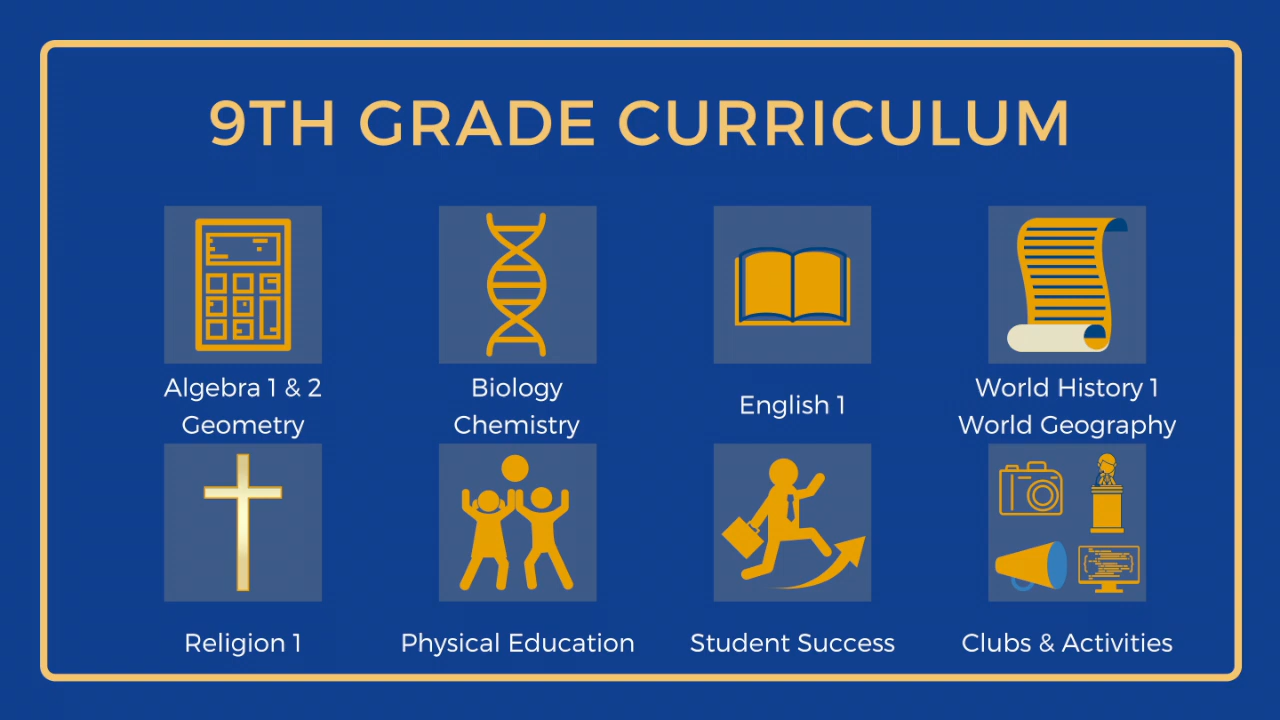 9TH GRADE CURRICULUM
Algebra 1 & 2
Geometry
Biology
Chemistry
English 1
World History 1
World Geography
Religion 1
Physical Education
Student Success
Clubs & Activities